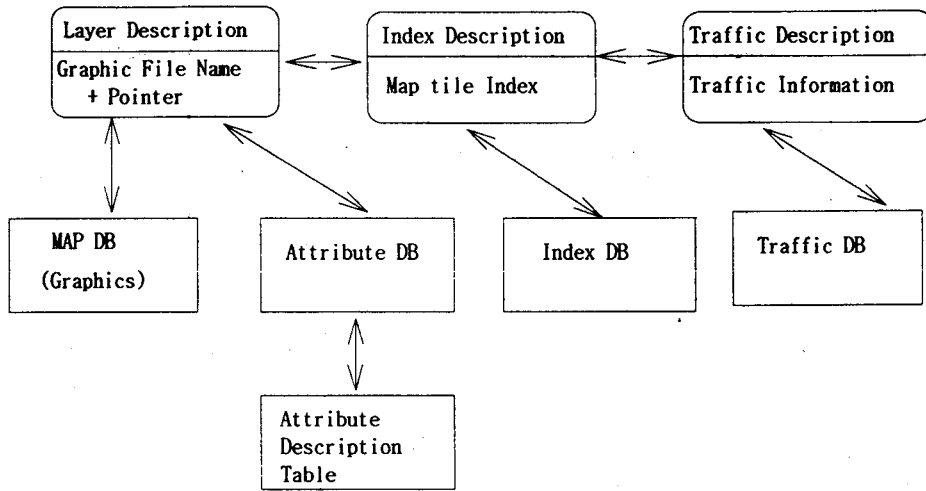 Layer Description
Graphic File Name
+ Pointer
Index Description
Map tile Index
Traffic Description
Traffic Information
MAP DB
(Graphics)
Attribute DB
Index DB
Traffic DB
Attribute
Description
Table